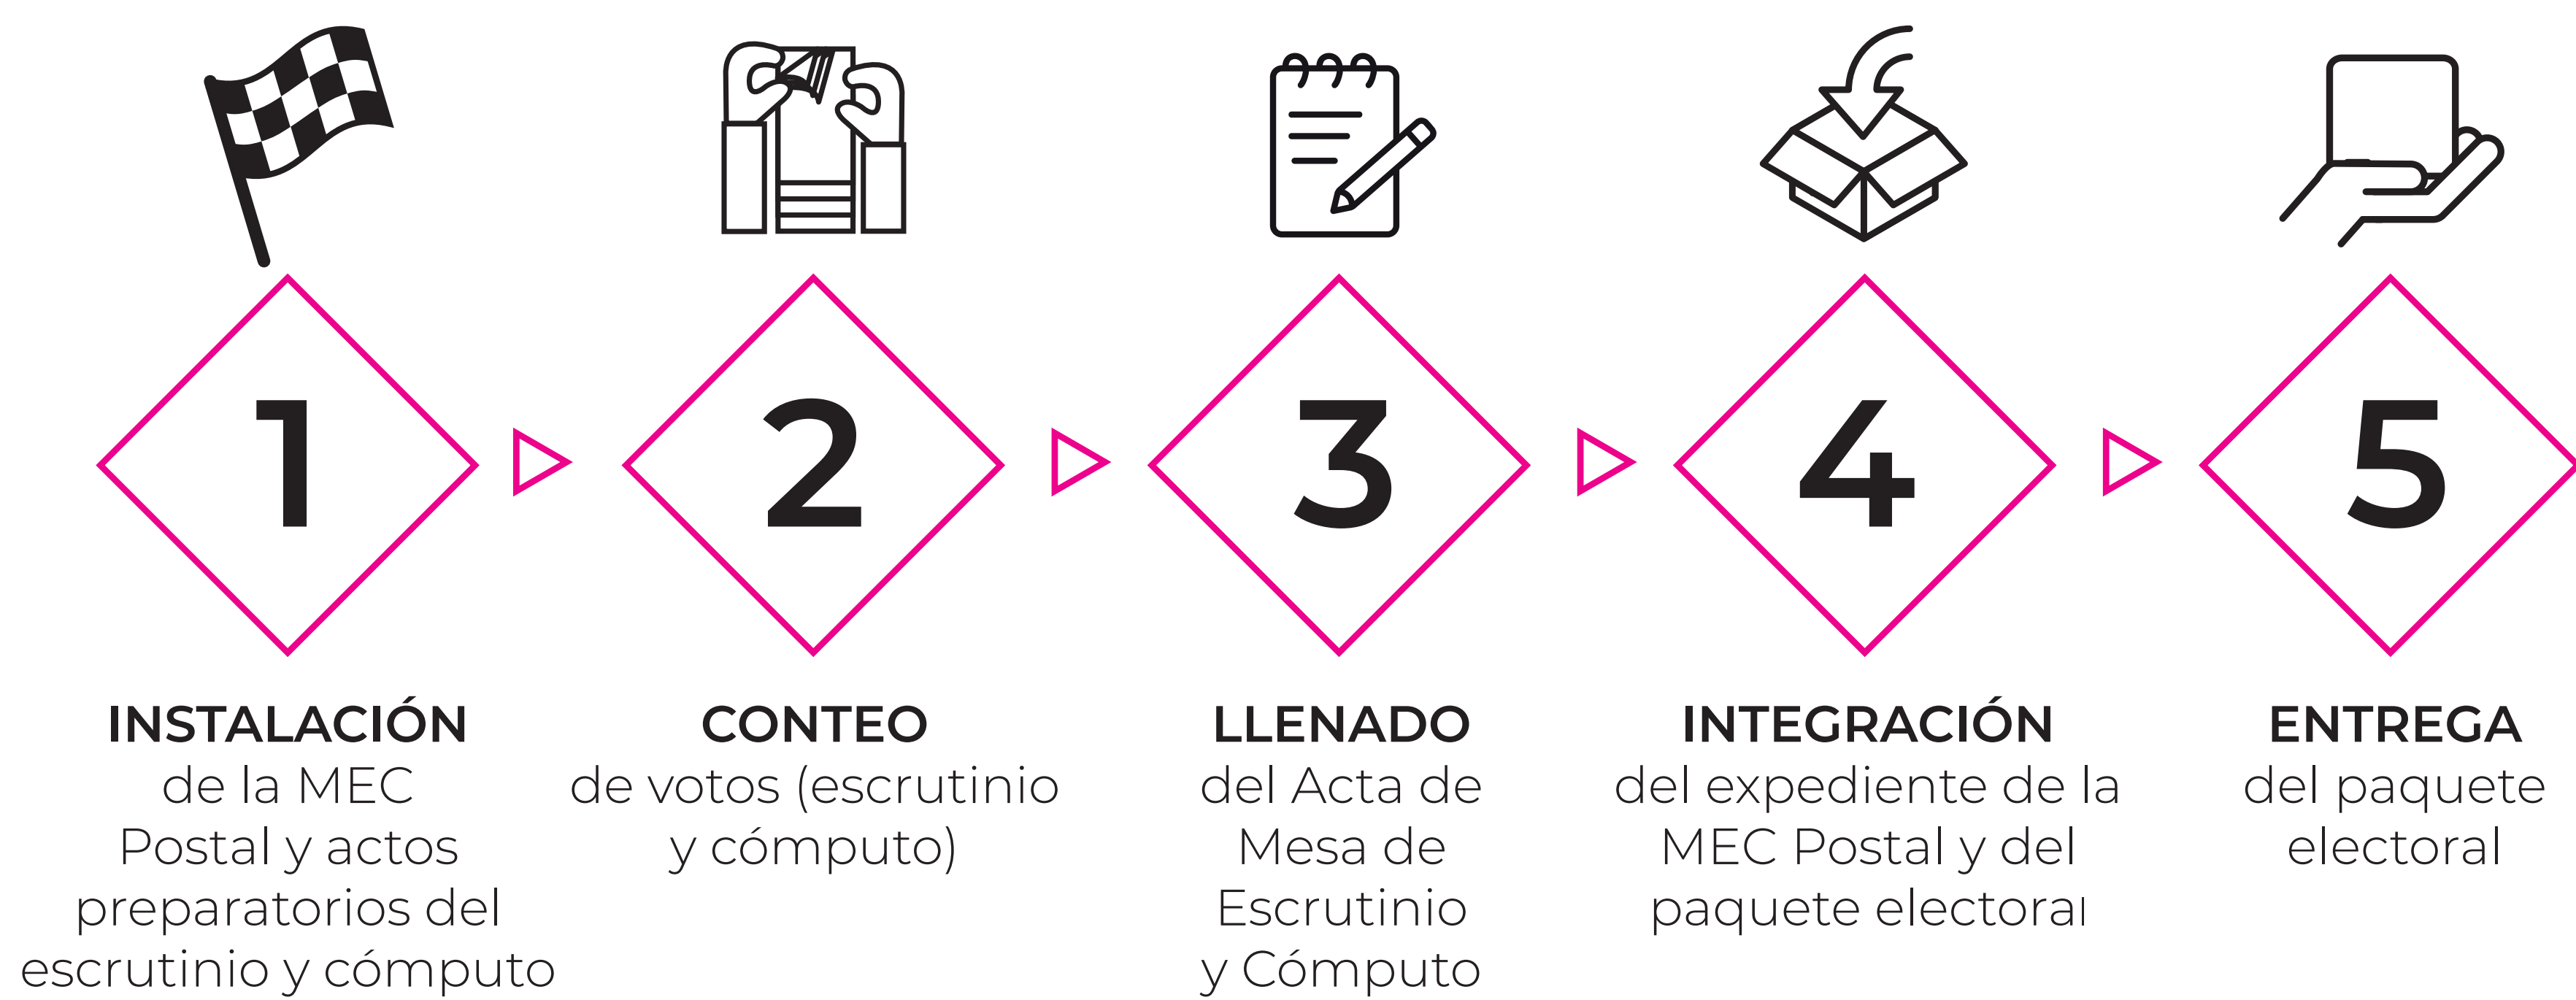 1
INSTALACIÓN
de la MEC
Postal y actos
preparatorios del
escrutinio y cómputo
2
CONTEO
de votos (escrutinio
y cómputo)
3
LLENADO
del Acta de
Mesa de
Escrutinio
y Cómputo
4
INTEGRACIÓN
del expediente de la
MEC Postal y del
paquete electoral
5
ENTREGA
del paquete
electoral